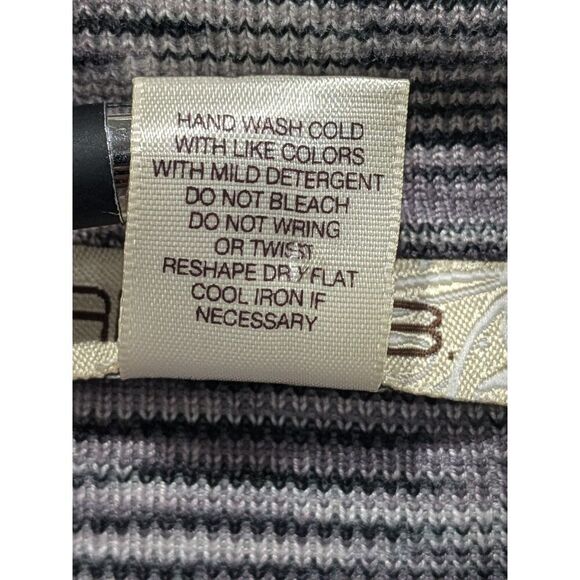 HAND WASH COLD
WITH LIKE COLORS
WITH MILD DETERGENT
DO NOT BLEACH
DO NOT WRING
OR TWIST
RESHAPE DRY FLAT
COOL IRON IF
NECESSARY
B.